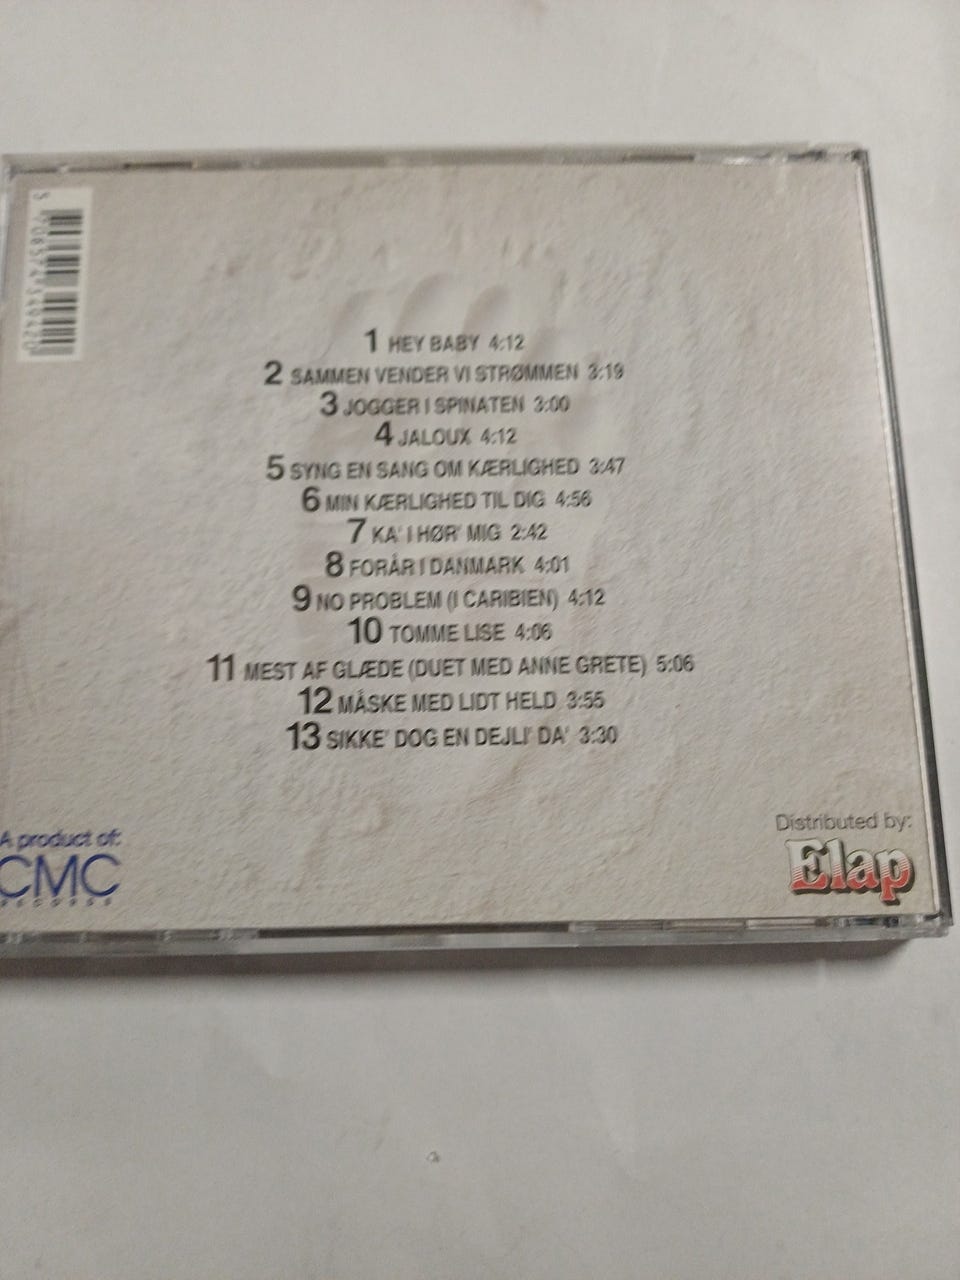 1 HEY BABY 4:12
2 SAMMEN VENDER VI STRØMMEN 3:19
3 JOGGER I SPINATEN 3:00
4 JALOUX 4:12
5 SYNG EN SANG OM KÆRLIGHED 3:47
6 MIN KÆRLIGHED TIL DIG 4:56
7 KA' I HØR' MIG 2:42
8 FORÅR I DANMARK 4:01
9 NO PROBLEM (I CARIBIEN) 4:12
10 TOMME LISE 4:06
11 MEST AF GLÆDE (DUET MED ANNE GRETE) 5:06
12 MÅSKE MED LIDT HELD 3:55
13 SIKKE' DOG EN DEJLI' DA' 3:30
A product of:
CMC
RECORDS
Distributed by:
Elap